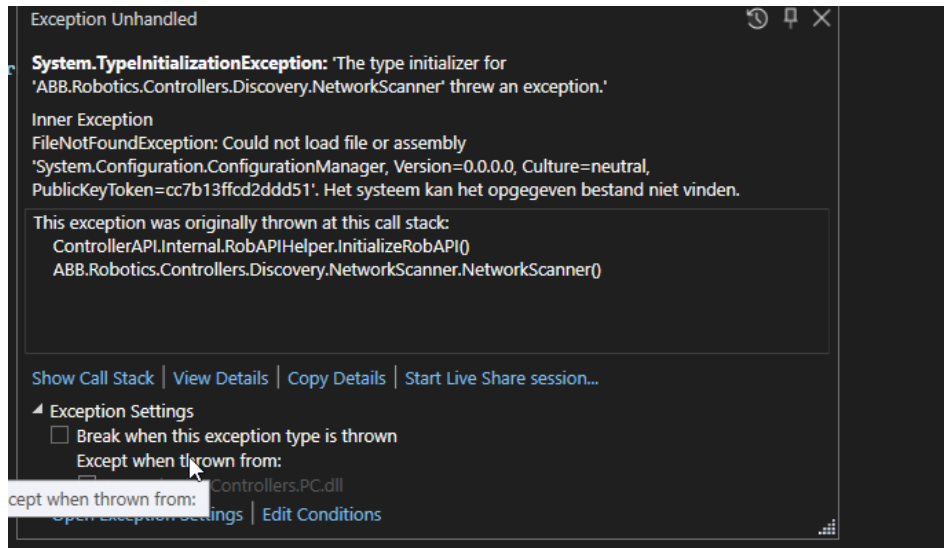 Exception Unhandled
System.TypeInitializationException: 'The type initializer for
'ABB.Robotics.Controllers.Discovery.NetworkScanner' threw an exception.'
Inner Exception
FileNotFoundException: Could not load file or assembly
'System.Configuration.ConfigurationManager, Version=0.0.0.0, Culture=neutral,
PublicKeyToken=cc7b13ffcd2ddd51'. Het systeem kan het opgegeven bestand niet vinden.
This exception was originally thrown at this call stack:
ControllerAPI.Internal.RobAPIHelper.InitializeRobAPI()
ABB.Robotics.Controllers.Discovery.NetworkScanner.NetworkScanner()
Show Call Stack | View Details | Copy Details | Start Live Share session...
Exception Settings
Break when this exception type is thrown
Except when thrown from:
Controllers.PC.dll
cept when thrown from:
Open Exception Settings | Edit Conditions